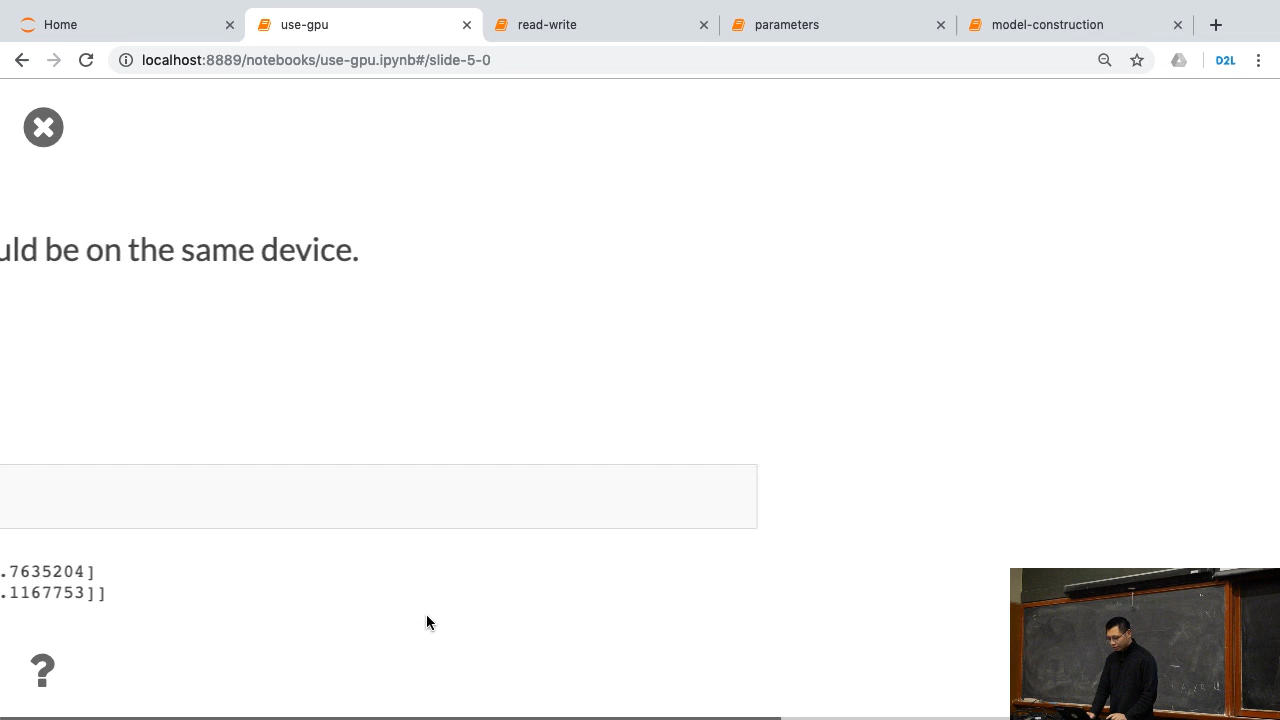 Home
use-gpu
read-write
parameters
model-construction
localhost:8889/notebooks/use-gpu.ipynb#/slide-5-0
D2L
uld be on the same device.
.7635204]
.1167753]]
?